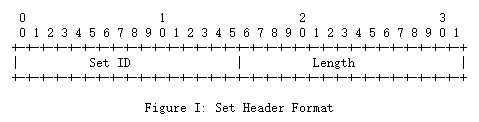 0                   1                   2                   3
0 1 2 3 4 5 6 7 8 9 0 1 2 3 4 5 6 7 8 9 0 1 2 3 4 5 6 7 8 9 0 1
+-+-+-+-+-+-+-+-+-+-+-+-+-+-+-+-+-+-+-+-+-+-+-+-+-+-+-+-+-+-+-+-+
|          Set ID               |          Length               |
+-+-+-+-+-+-+-+-+-+-+-+-+-+-+-+-+-+-+-+-+-+-+-+-+-+-+-+-+-+-+-+-+
Figure I: Set Header Format